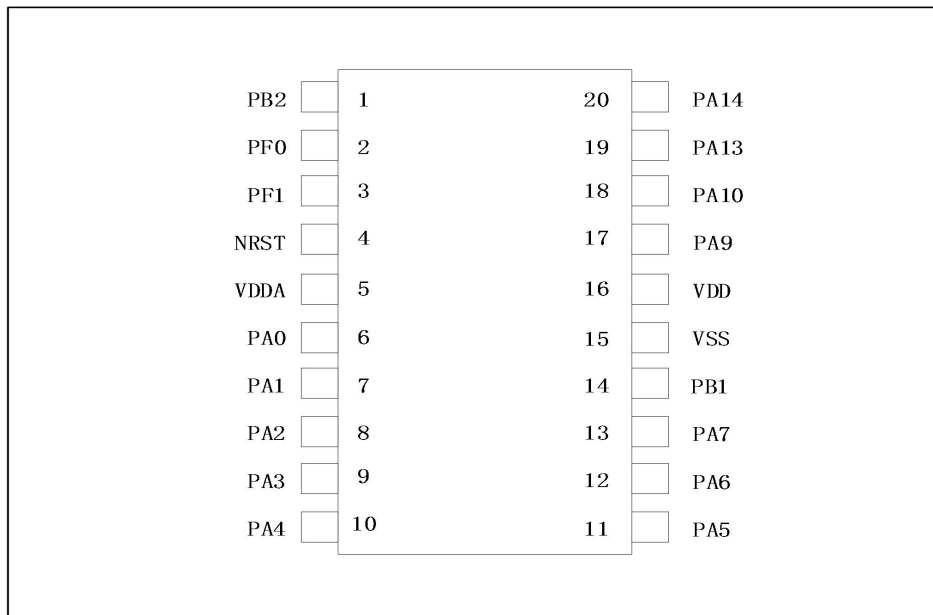 PB2 1 20 PA14
PF0 2 19 PA13
PF1 3 18 PA10
NRST 4 17 PA9
VDDA 5 16 VDD
PA0 6 15 VSS
PA1 7 14 PB1
PA2 8 13 PA7
PA3 9 12 PA6
PA4 10 11 PA5